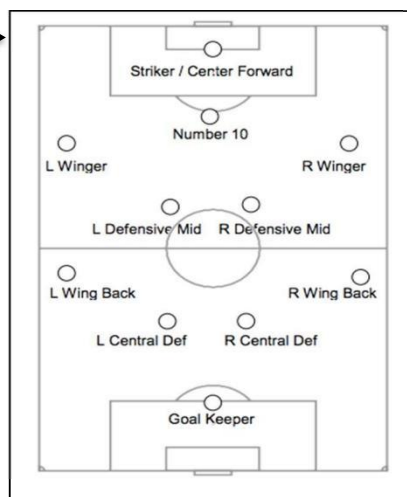 Striker / Center Forward
Number 10
L Winger
R Winger
L Defensive Mid
R Defensive Mid
L Wing Back
R Wing Back
L Central Def
R Central Def
Goal Keeper